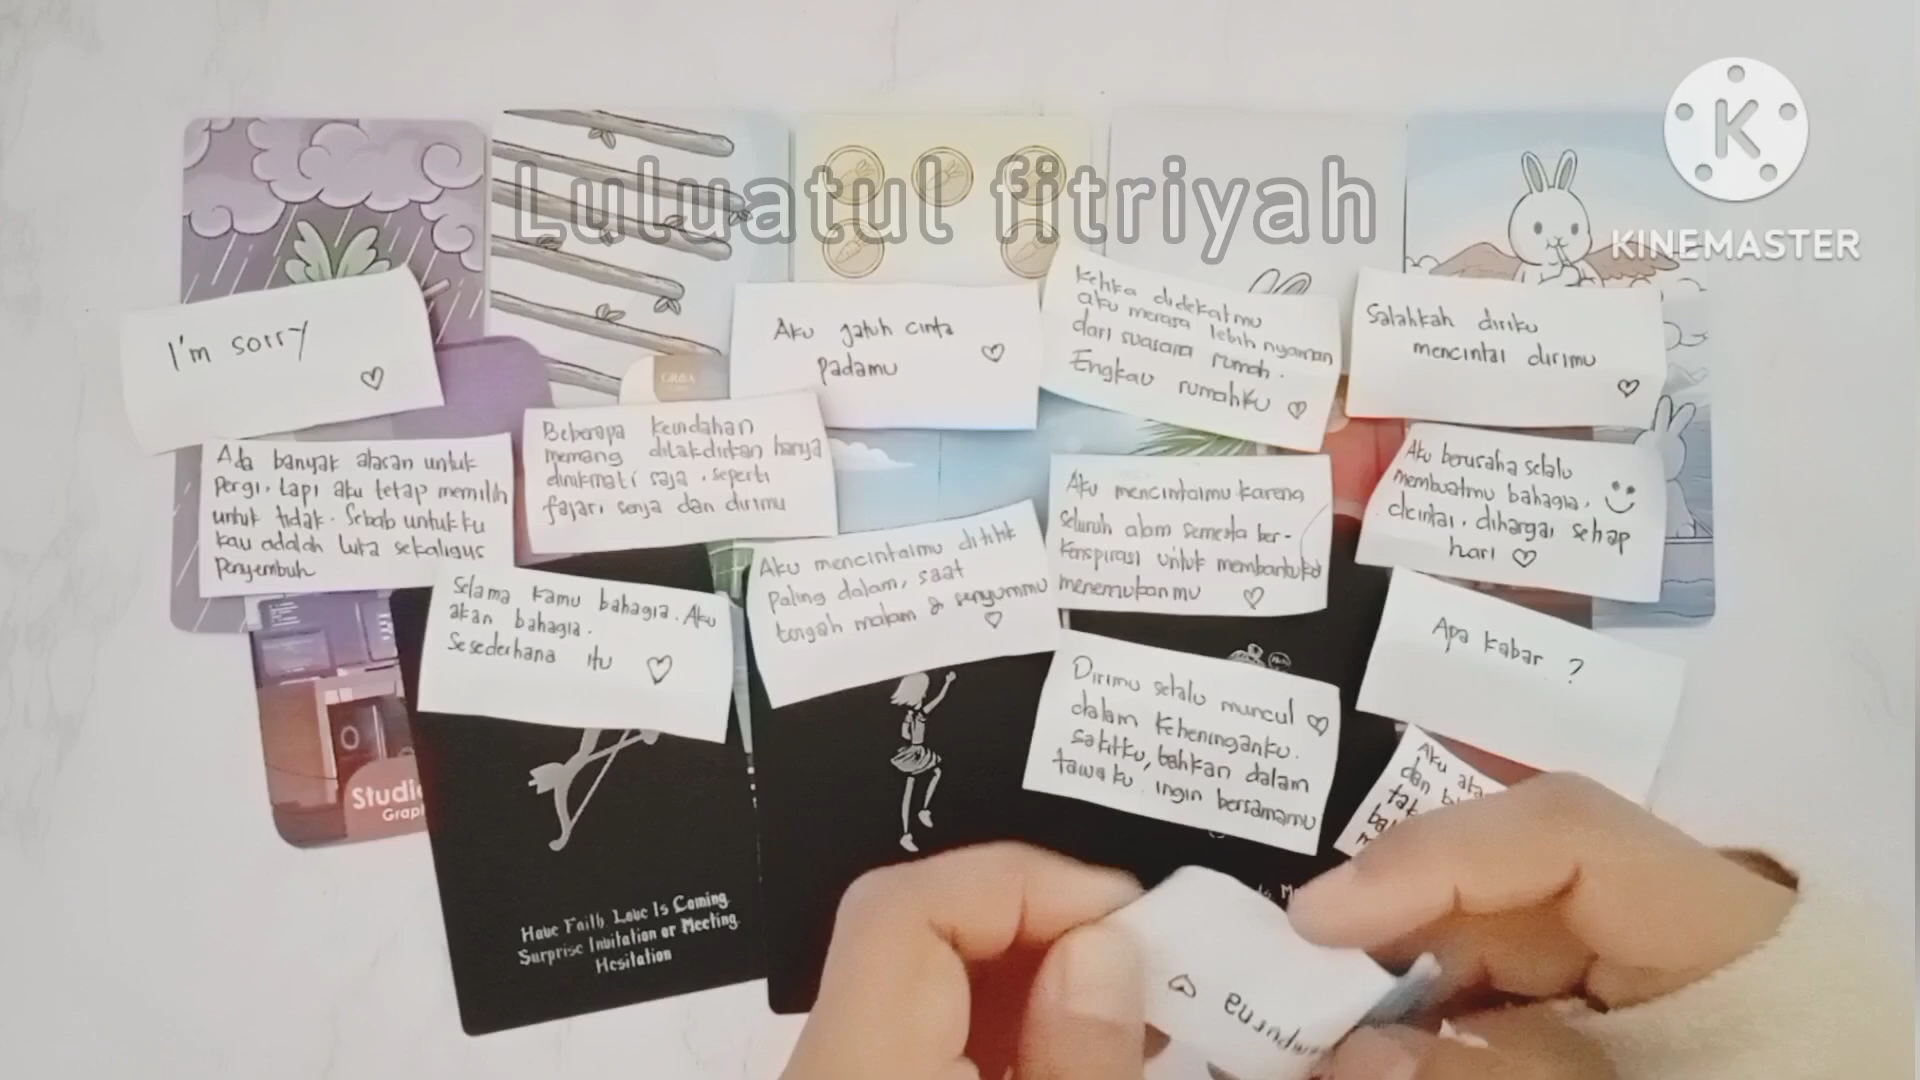 Luluatul fitriyah
K
KINEMASTER
I'm sorry
Aku jatuh cinta
padamu
Ketika didekatmu
aku merasa lebih nyaman
dari suasara rumah.
Engkau rumahku
Salahkah diriku
mencintai dirimu
Ada banyak alasan untuk
pergi, tapi aku tetap memilih
untuk tidak. Sebab untukku
kau adalah luka sekaligus
Penyembuh
Beberapa keindahan
memang ditakdirkan hanya
dinikmati saja, seperti
fajar, senja dan dirimu
Aku mencintaimu karena
seluruh alam semesta ber-
konspirasi untuk membantuku
menemukanmu
Aku berusaha selalu
membuatmu bahagia,
dicintai, dihargai setiap
hari
Selama kamu bahagia. Aku
akan bahagia.
Sesederhana itu
Aku mencintaimu dititik
Paling dalam, saat
tengah malam & senyummu
Apa kabar ?
Dirimu selalu muncul
dalam keheninganku.
sakitku, bahkan dalam
tawaku. ingin bersamamu
Aku
dan
Studio
Have Faith, Love Is Coming
Surprise Invitation or Meeting.
Hesitation